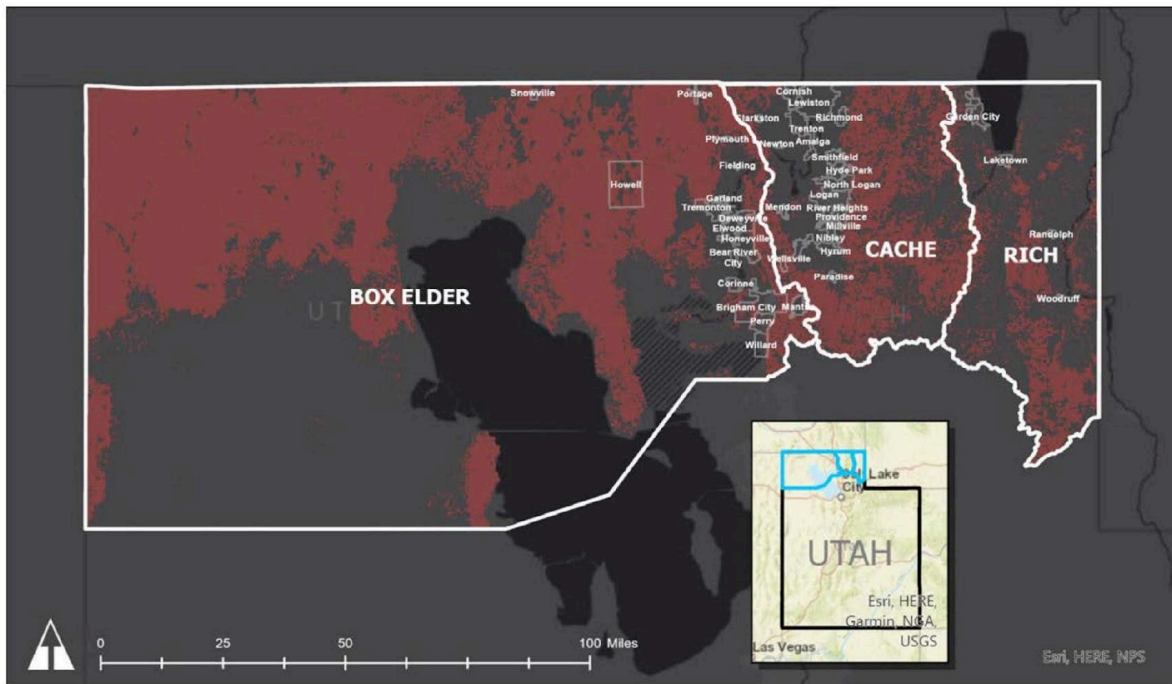 Snowville
Portage
Cornish
Lewiston
Clarkston
Richmond
Garden City
Trenton
Plymouth
Newton
Amalga
Smithfield
Laketown
Fielding
Hyde Park
Howell
North Logan
Garland
Logan
Tremonton
Mendon
River Heights
Deweyville
Providence
Elwood
Millville
Randolph
Honeyville
Nibley
CACHE
RICH
Bear River
City
Wellsville
Hyrum
Paradise
Corinne
BOX ELDER
Woodruff
UT
H
Brigham City
Mant
Perry
Willard
Lake
City
UTAH
Esri, HERE,
Garmin, NGA,
USGS
Las Vegas
0 25 50 100 Miles
Esri, HERE, NPS